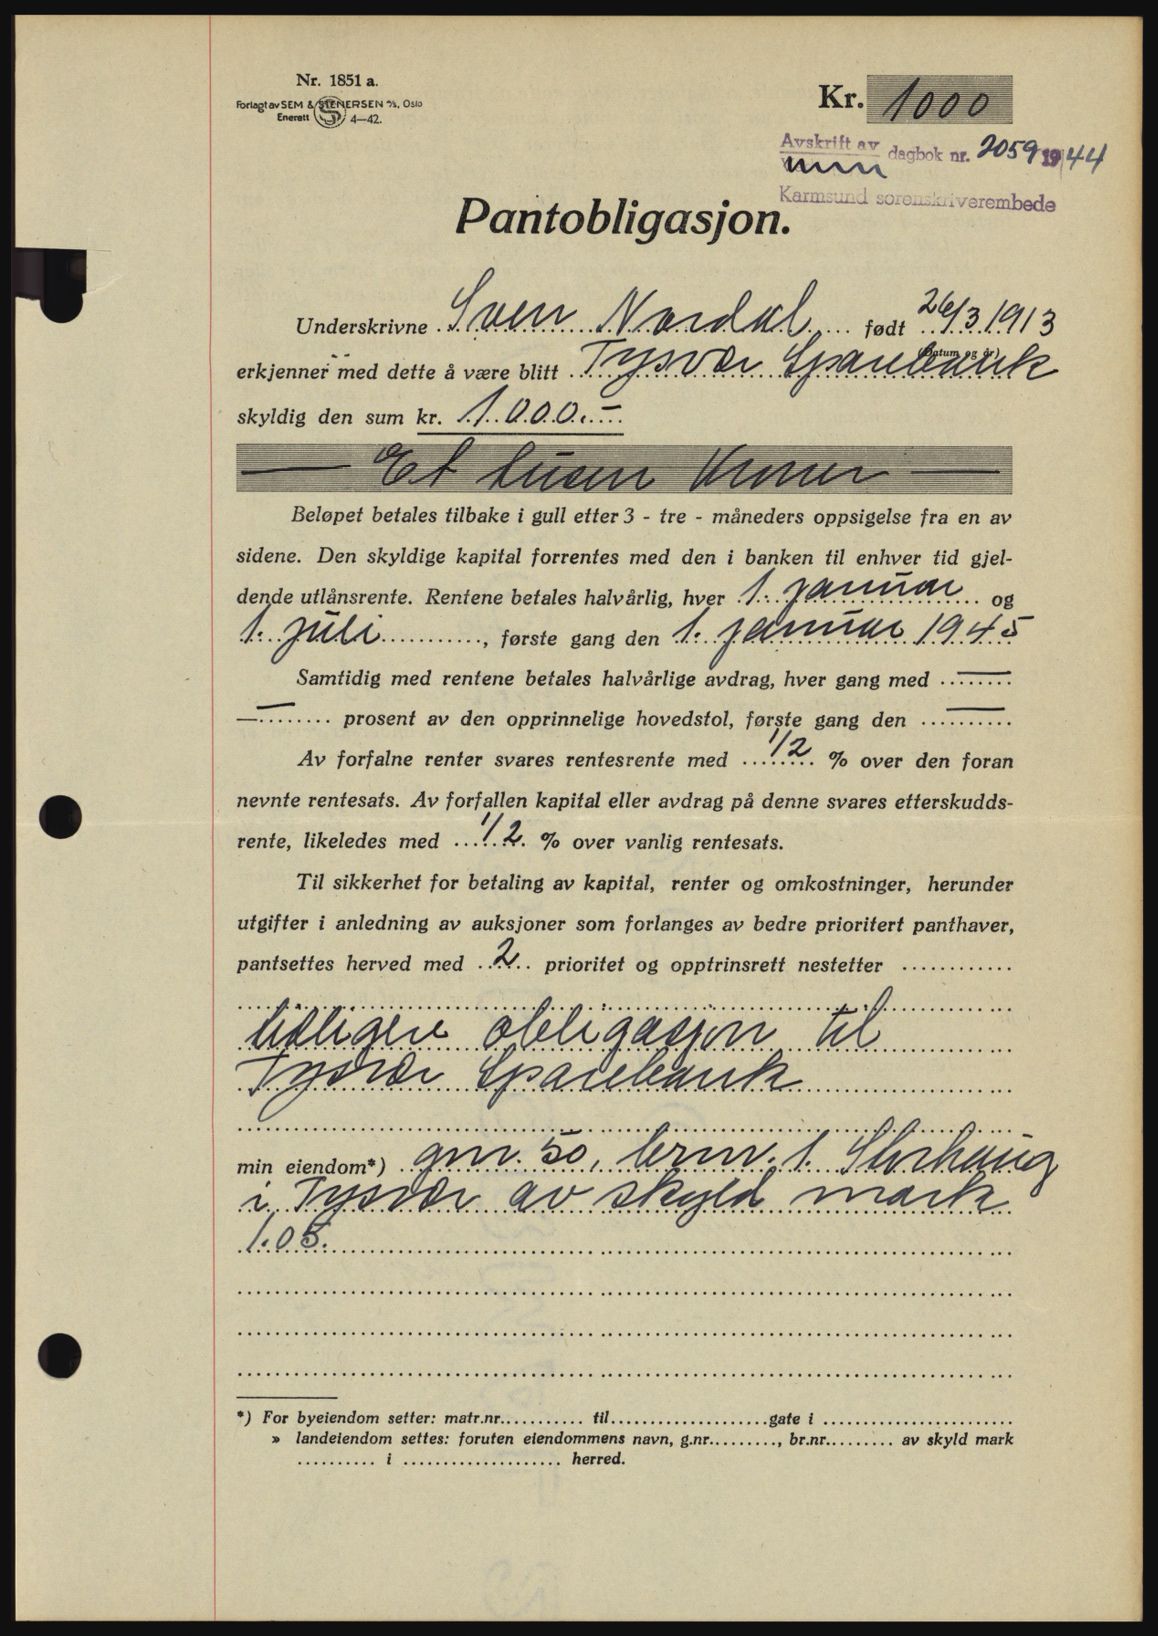 Nr. 1851 a.
Forlagt av SEM & STENERSEN A/S, Oslo
Enerett 4—42.
Kr. 1000
Avskrift av dagbok nr. 2059 1944
Karmsund sorenskriverembede
Pantobligasjon.
Underskrivne Sven Nordal født 26/3 1913
(Datum og år)
erkjenner med dette å være blitt Tysvær Sparebank
skyldig den sum kr. 1000.—
— Et tusen Kroner —
Beløpet betales tilbake i gull etter 3 - tre - måneders oppsigelse fra en av
sidene. Den skyldige kapital forrentes med den i banken til enhver tid gjel-
dende utlånsrente. Rentene betales halvårlig, hver 1. januar og
1. juli, første gang den 1. januar 1945
Samtidig med rentene betales halvårlige avdrag, hver gang med —
— prosent av den opprinnelige hovedstol, første gang den —
Av forfalne renter svares rentesrente med 1/2 % over den foran
nevnte rentesats. Av forfallen kapital eller avdrag på denne svares etterskudds-
rente, likeledes med 1/2 % over vanlig rentesats.
Til sikkerhet for betaling av kapital, renter og omkostninger, herunder
utgifter i anledning av auksjoner som forlanges av bedre prioritert panthaver,
pantsettes herved med 2 prioritet og opptrinsrett nestetter
tidligere obligasjon til
Tysvær Sparebank
min eiendom*) gnr. 50, brnr. 1. Storhaug
i Tysvær av skyld mark
1.05.
*) For byeiendom setter: matr.nr. til gate i
» landeiendom settes: foruten eiendommens navn, g.nr., br.nr. av skyld mark
i herred.